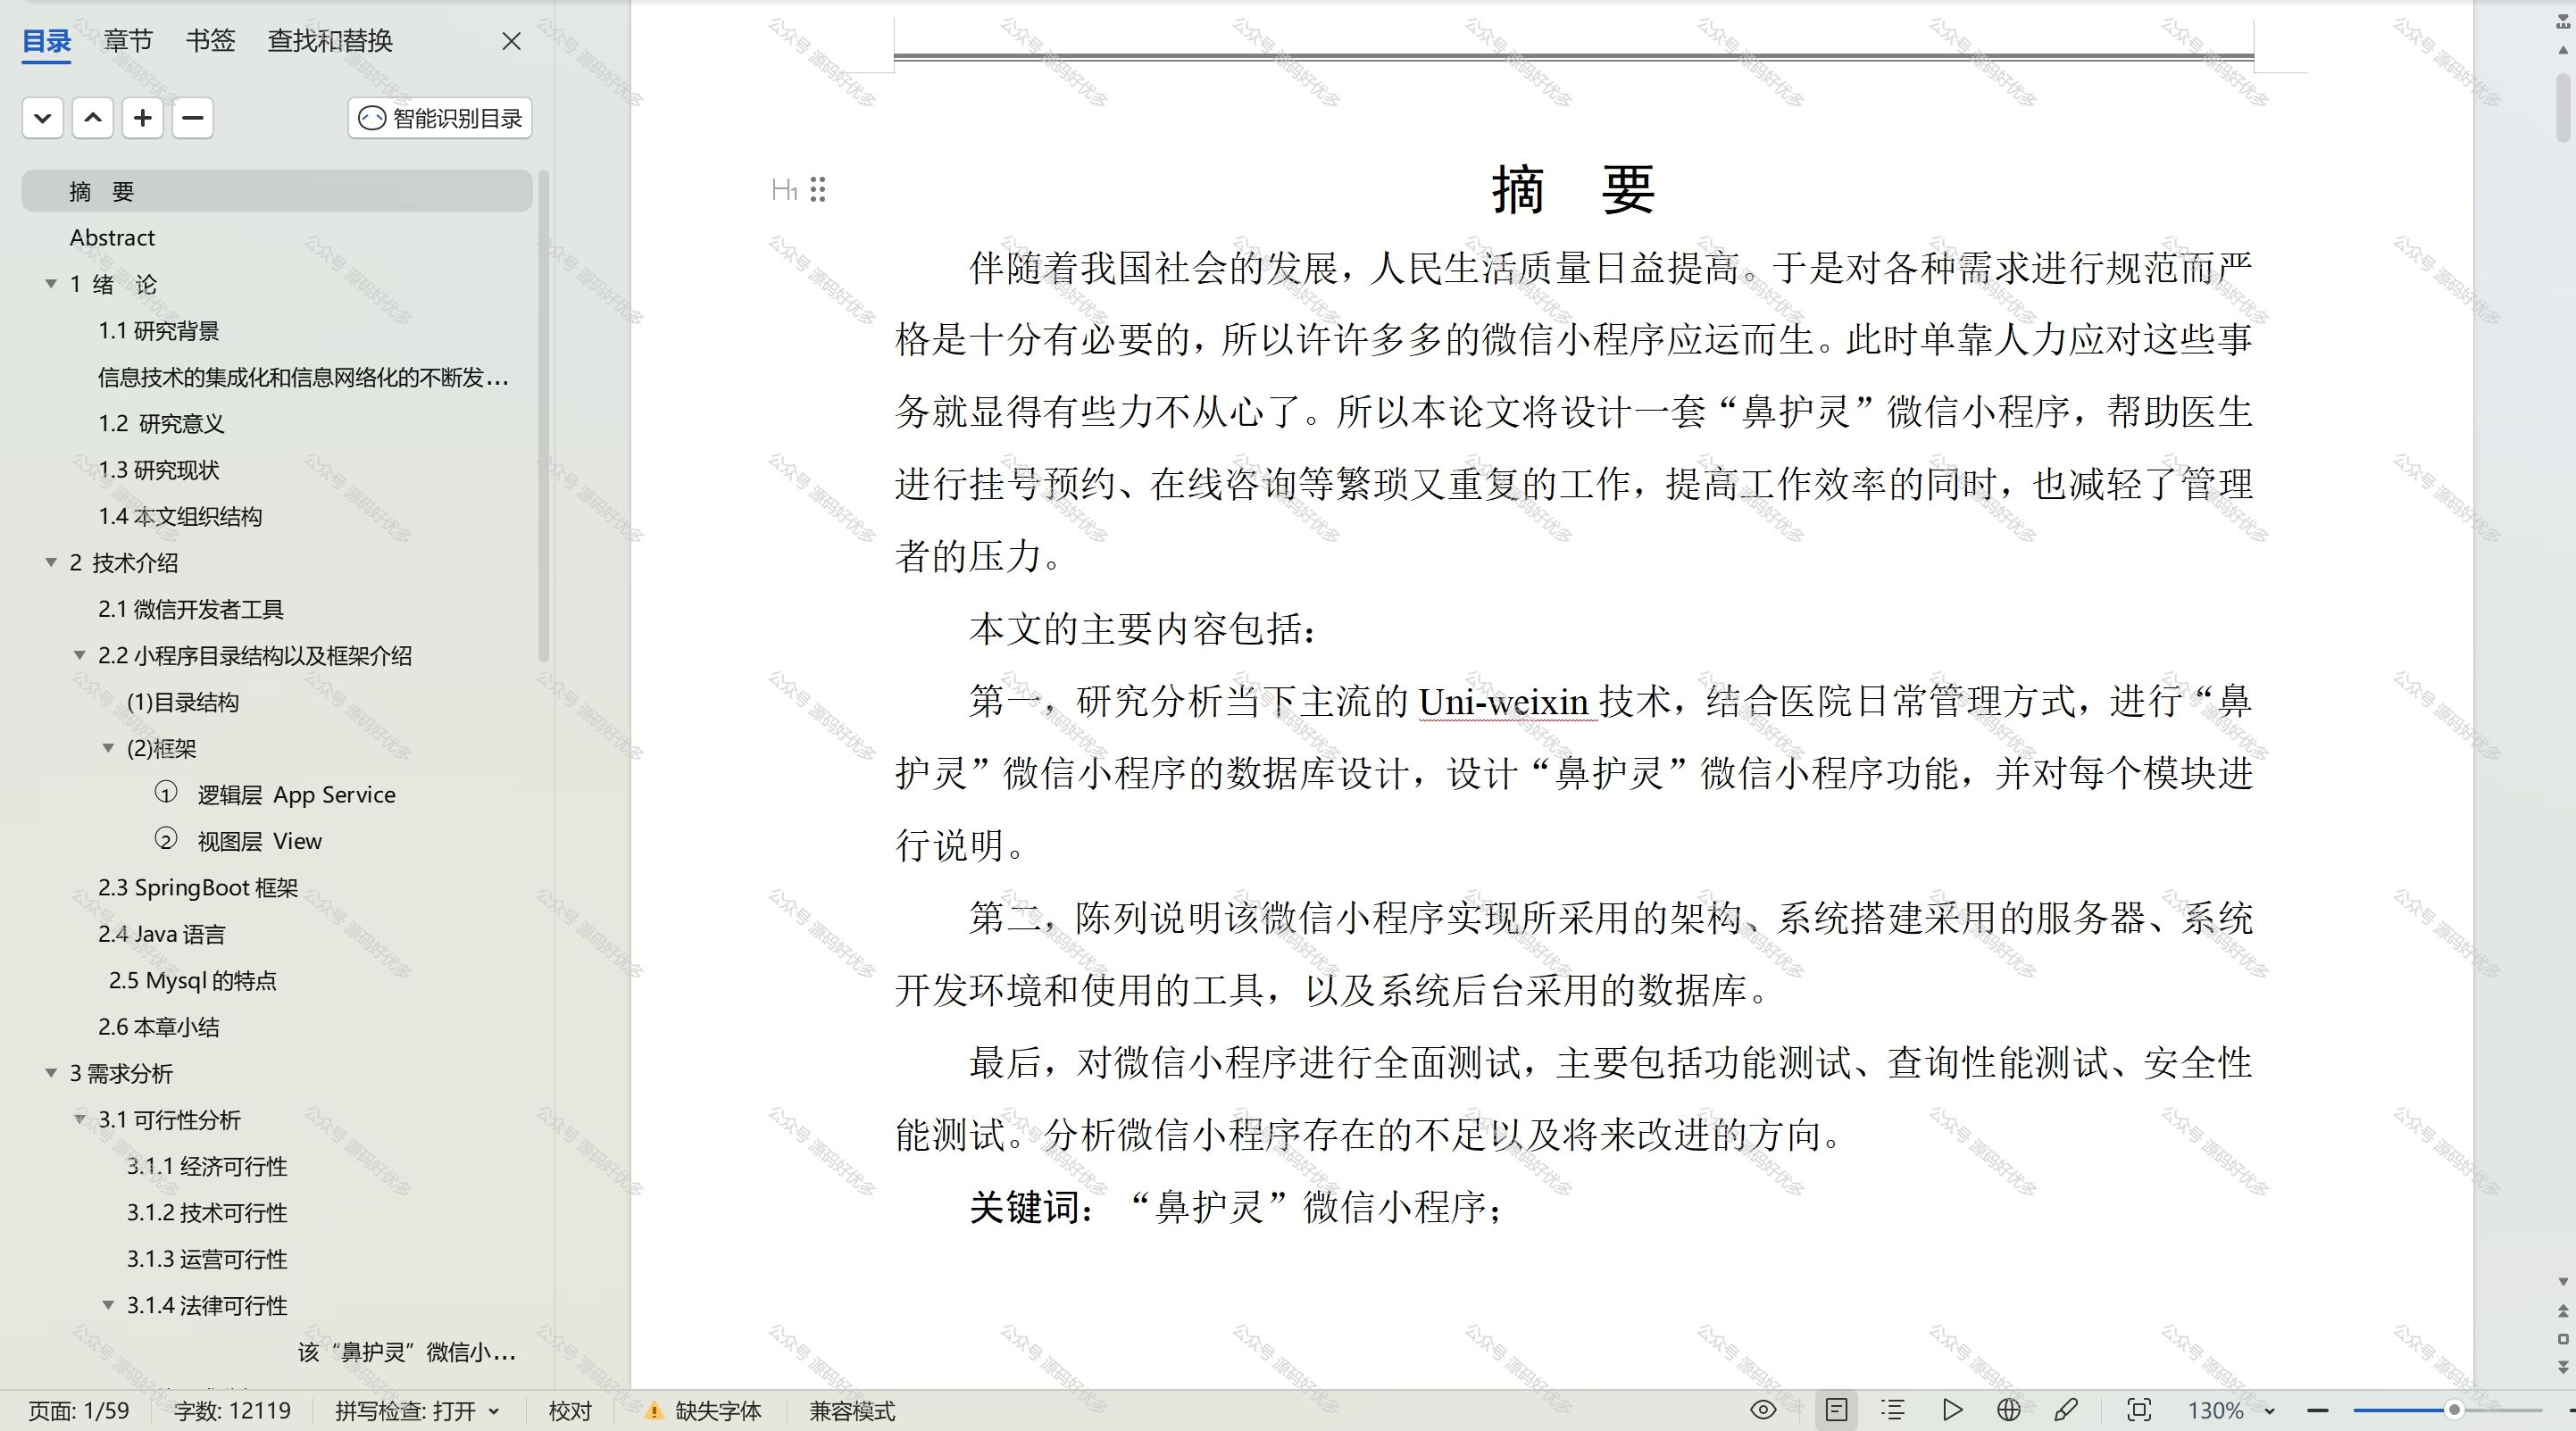 目录 章节 书签 查找和替换
智能识别目录
摘 要
Abstract
1 绪 论
1.1 研究背景
信息技术的集成化和信息网络化的不断发...
1.2 研究意义
1.3 研究现状
1.4 本文组织结构
2 技术介绍
2.1 微信开发者工具
2.2 小程序目录结构以及框架介绍
(1)目录结构
(2)框架
① 逻辑层 App Service
② 视图层 View
2.3 SpringBoot 框架
2.4 Java 语言
2.5 Mysql 的特点
2.6 本章小结
3 需求分析
3.1 可行性分析
3.1.1 经济可行性
3.1.2 技术可行性
3.1.3 运营可行性
3.1.4 法律可行性
该“鼻护灵”微信小...
H1
摘 要
伴随着我国社会的发展，人民生活质量日益提高。于是对各种需求进行规范而严
格是十分有必要的，所以许许多多的微信小程序应运而生。此时单靠人力应对这些事
务就显得有些力不从心了。所以本论文将设计一套“鼻护灵”微信小程序，帮助医生
进行挂号预约、在线咨询等繁琐又重复的工作，提高工作效率的同时，也减轻了管理
者的压力。
本文的主要内容包括：
第一，研究分析当下主流的 Uni-weixin 技术，结合医院日常管理方式，进行“鼻
护灵”微信小程序的数据库设计，设计“鼻护灵”微信小程序功能，并对每个模块进
行说明。
第二，陈列说明该微信小程序实现所采用的架构、系统搭建采用的服务器、系统
开发环境和使用的工具，以及系统后台采用的数据库。
最后，对微信小程序进行全面测试，主要包括功能测试、查询性能测试、安全性
能测试。分析微信小程序存在的不足以及将来改进的方向。
关键词：“鼻护灵”微信小程序；
页面: 1/59 字数: 12119 拼写检查: 打开 校对 缺失字体 兼容模式 130%
公众号 源码好优多